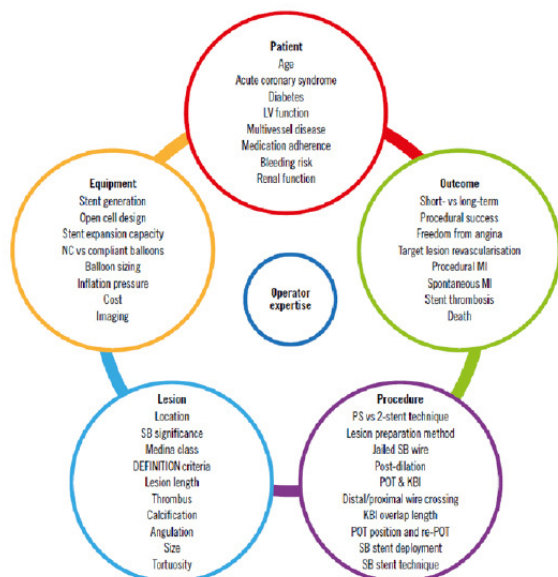 Patient
Age
Acute coronary syndrome
Diabetes
LV function
Multivessel disease
Medication adherence
Bleeding risk
Renal function
Equipment
Stent generation
Open cell design
Stent expansion capacity
NC vs compliant balloons
Balloon sizing
Inflation pressure
Cost
Imaging
Outcome
Short- vs long-term
Procedural success
Freedom from angina
Target lesion revascularisation
Procedural MI
Spontaneous MI
Stent thrombosis
Death
Operator
expertise
Lesion
Location
SB significance
Medina class
DEFINITION criteria
Lesion length
Thrombus
Calcification
Angulation
Size
Tortuosity
Procedure
PS vs 2-stent technique
Lesion preparation method
Jailed SB wire
Post-dilation
POT & KBI
Distal/proximal wire crossing
KBI overlap length
POT position and re-POT
SB stent deployment
SB stent technique